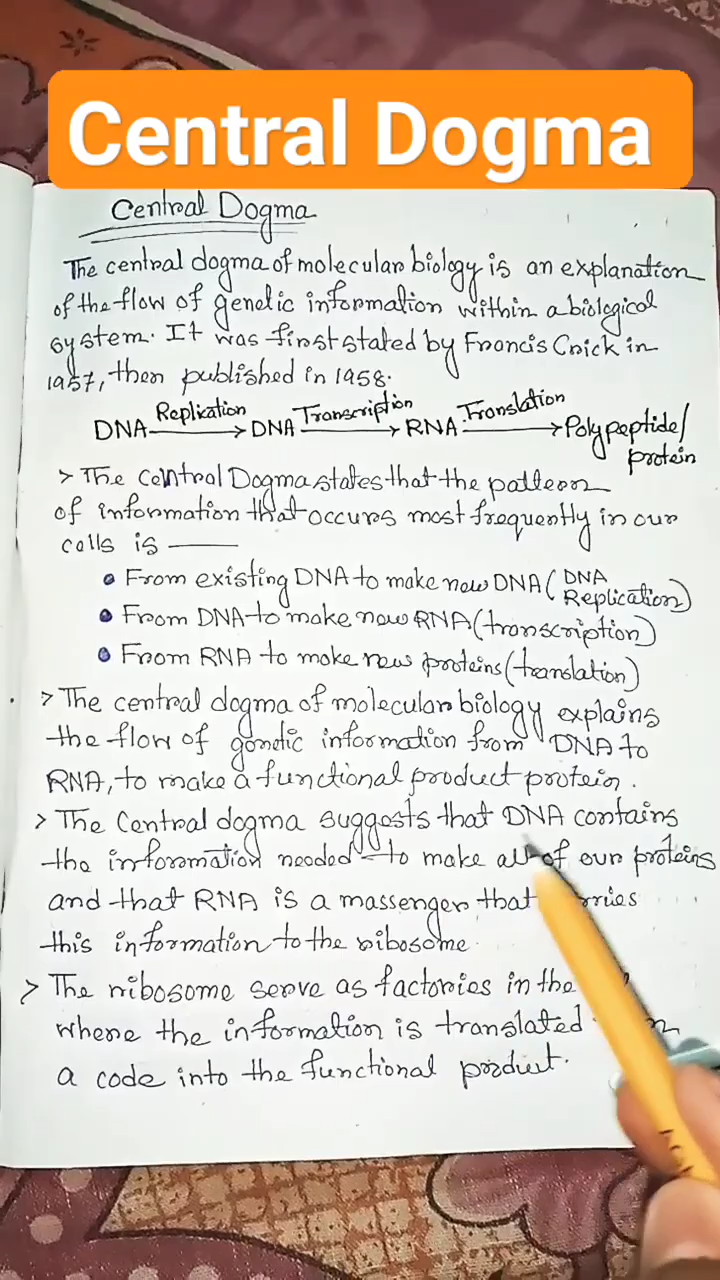 Central Dogma
Central Dogma
The central dogma of molecular biology is an explanation
of the flow of genetic information within a biological
system. It was first stated by Francis Crick in
1957, then published in 1958.
DNA Replication → DNA Transcription → RNA Translation → Polypeptide/
protein
> The Central Dogma states that the pattern
of information that occurs most frequently in our
cells is ——
• From existing DNA to make new DNA (DNA
Replication)
• From DNA to make new RNA (transcription)
• From RNA to make new proteins (translation)
> The central dogma of molecular biology explains
the flow of genetic information from DNA to
RNA, to make a functional product protein.
> The Central dogma suggests that DNA contains
the information needed to make all of our proteins
and that RNA is a massenger that
this information to the ribosome.
> The ribosome serve as factories in the
where the information is translated
a code into the functional product.